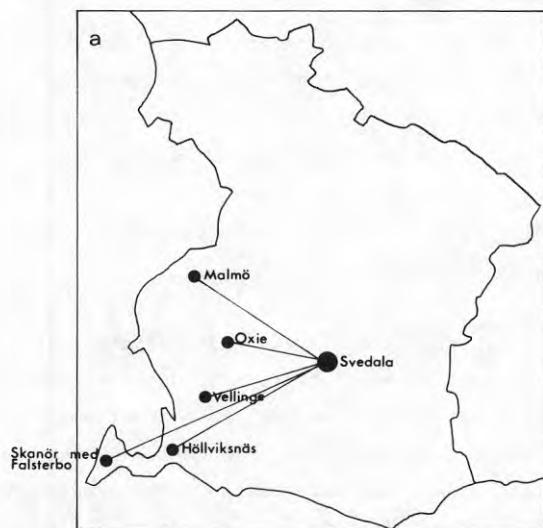 a
Malmö
Oxie
Svedala
Vellinge
Skanör med
Falsterbo
Höllviksnäs